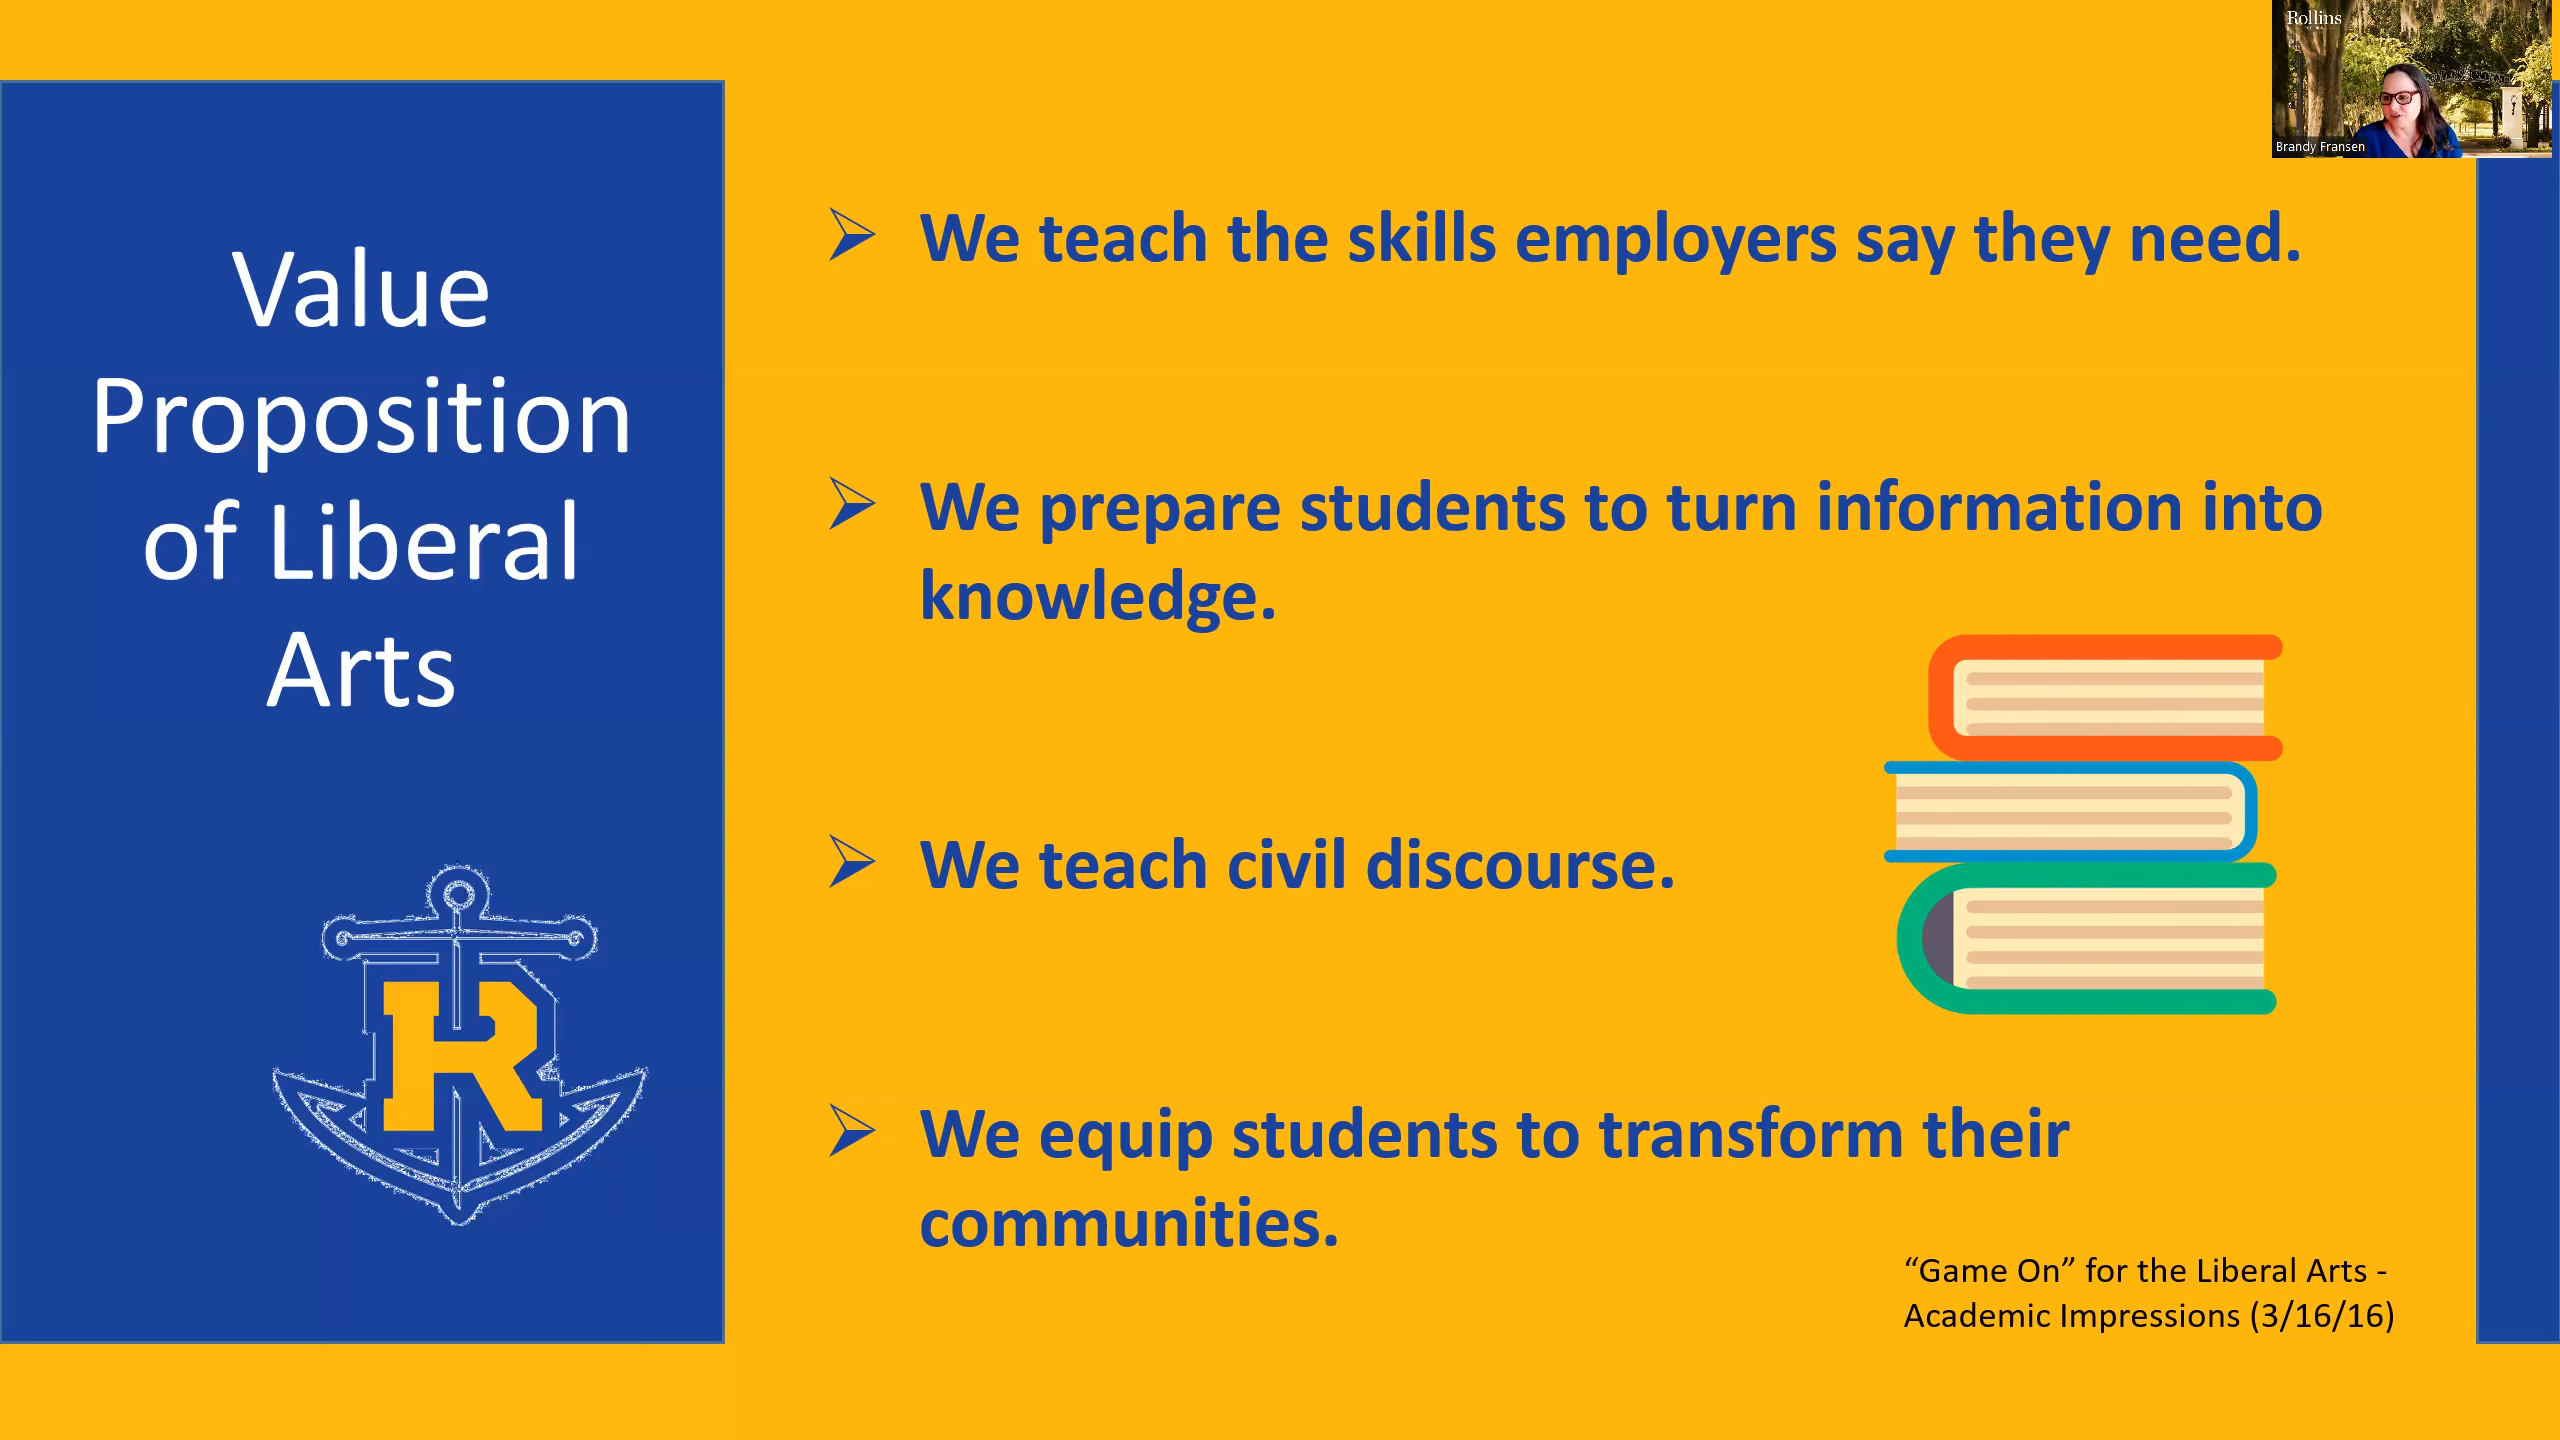 Rollins
Brandy Fransen
Value
Proposition
of Liberal
Arts
R
We teach the skills employers say they need.
We prepare students to turn information into
knowledge.
We teach civil discourse.
We equip students to transform their
communities.
“Game On” for the Liberal Arts -
Academic Impressions (3/16/16)